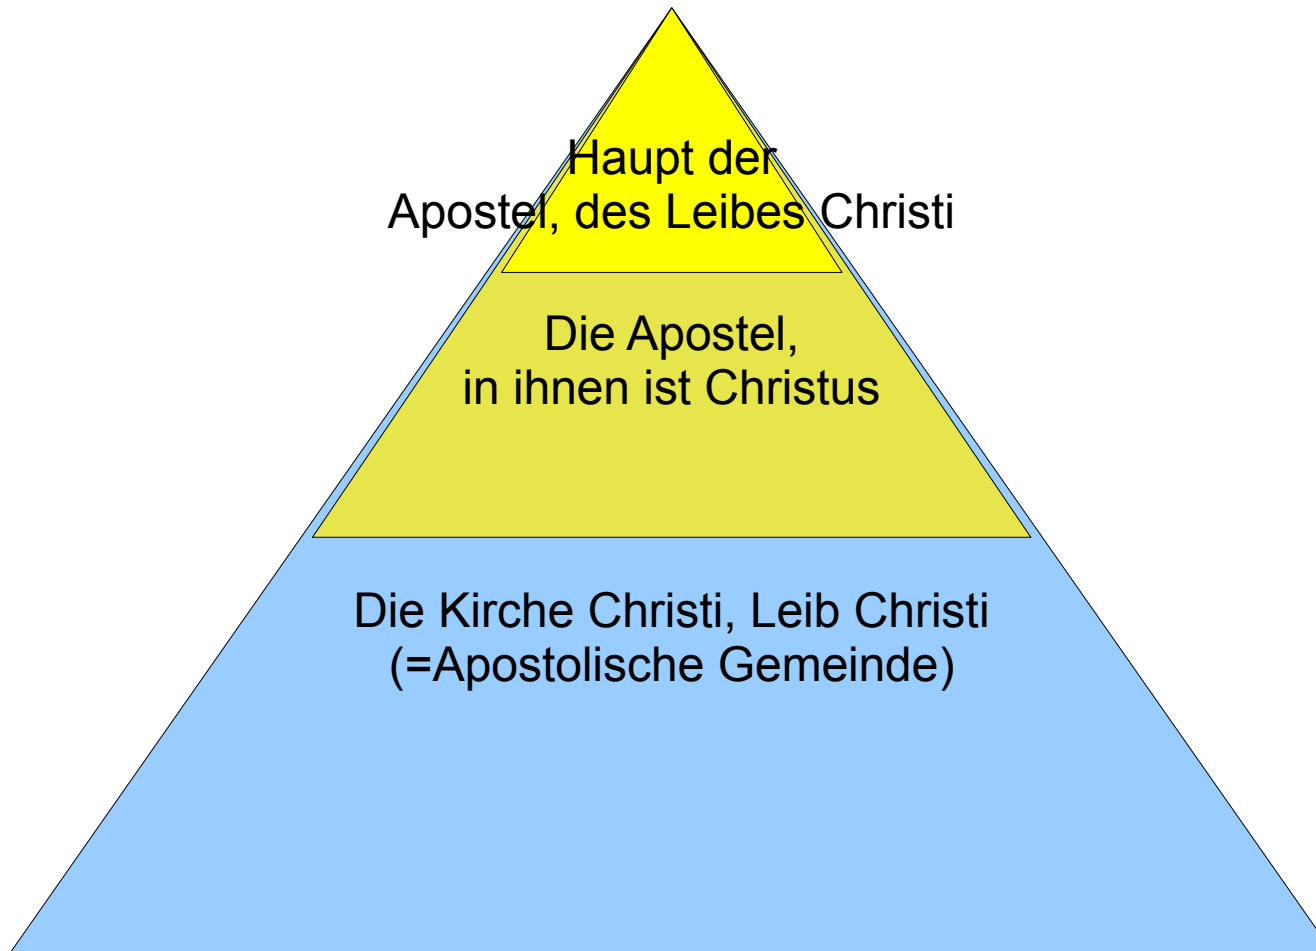 Haupt der
Apostel, des Leibes Christi
Die Apostel,
in ihnen ist Christus
Die Kirche Christi, Leib Christi
(=Apostolische Gemeinde)